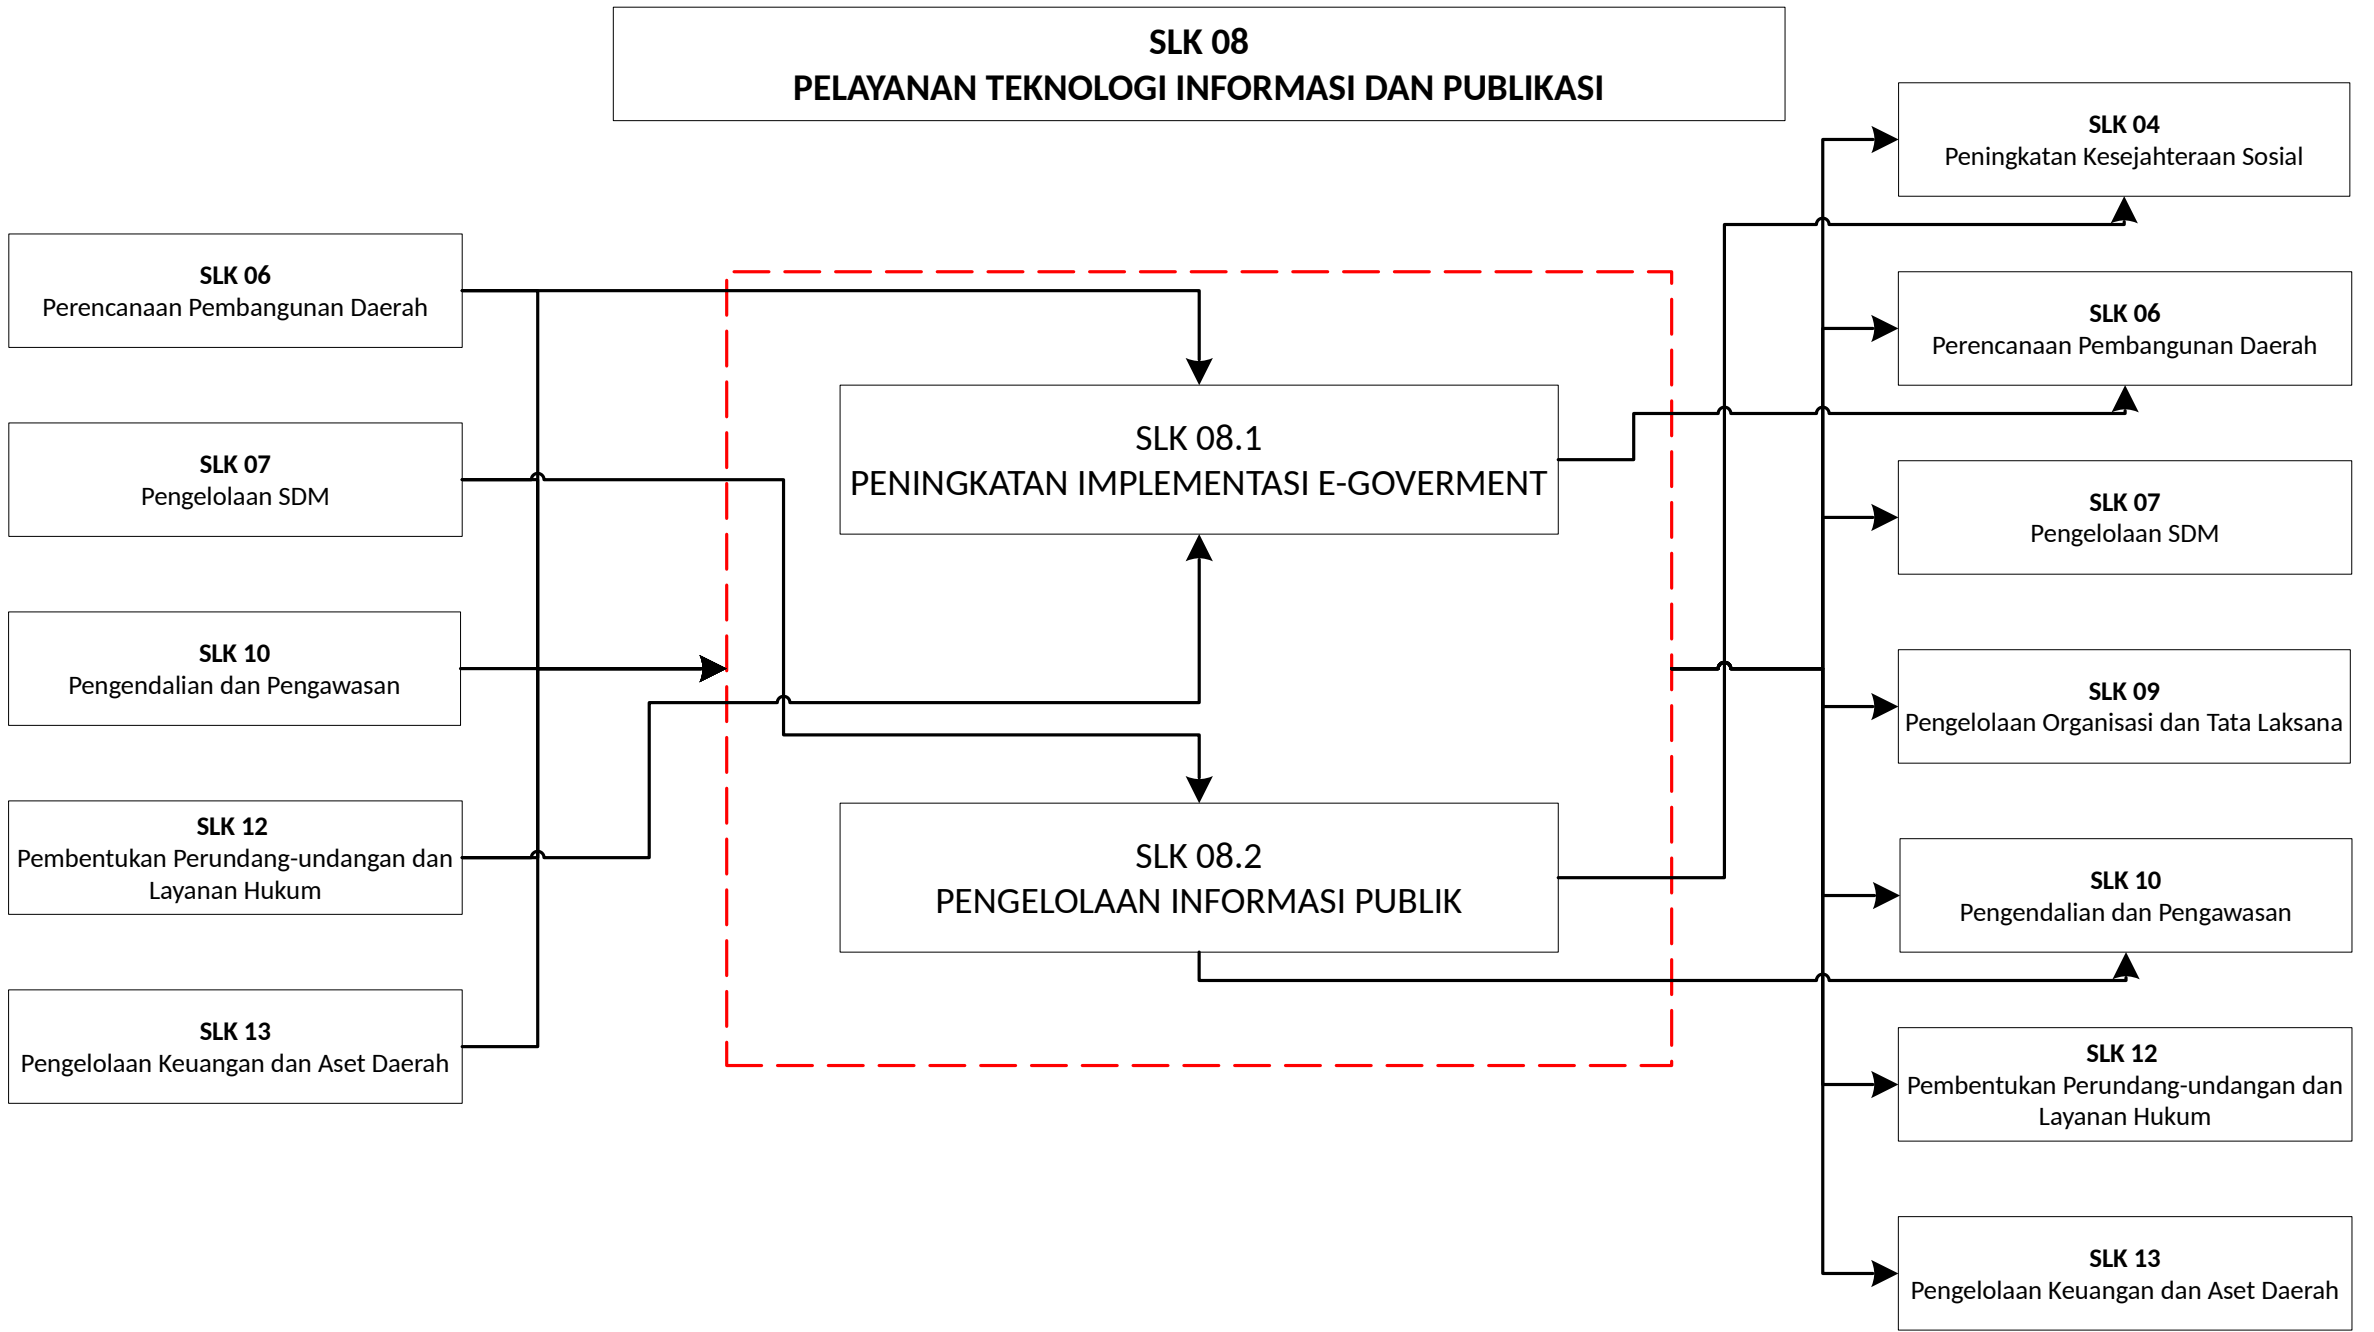 SLK 08
PELAYANAN TEKNOLOGI INFORMASI DAN PUBLIKASI
SLK 06
Perencanaan Pembangunan Daerah
SLK 07
Pengelolaan SDM
SLK 10
Pengendalian dan Pengawasan
SLK 12
Pembentukan Perundang-undangan dan
Layanan Hukum
SLK 13
Pengelolaan Keuangan dan Aset Daerah
SLK 08.1
PENINGKATAN IMPLEMENTASI E-GOVERMENT
SLK 08.2
PENGELOLAAN INFORMASI PUBLIK
SLK 04
Peningkatan Kesejahteraan Sosial
SLK 06
Perencanaan Pembangunan Daerah
SLK 07
Pengelolaan SDM
SLK 09
Pengelolaan Organisasi dan Tata Laksana
SLK 10
Pengendalian dan Pengawasan
SLK 12
Pembentukan Perundang-undangan dan
Layanan Hukum
SLK 13
Pengelolaan Keuangan dan Aset Daerah